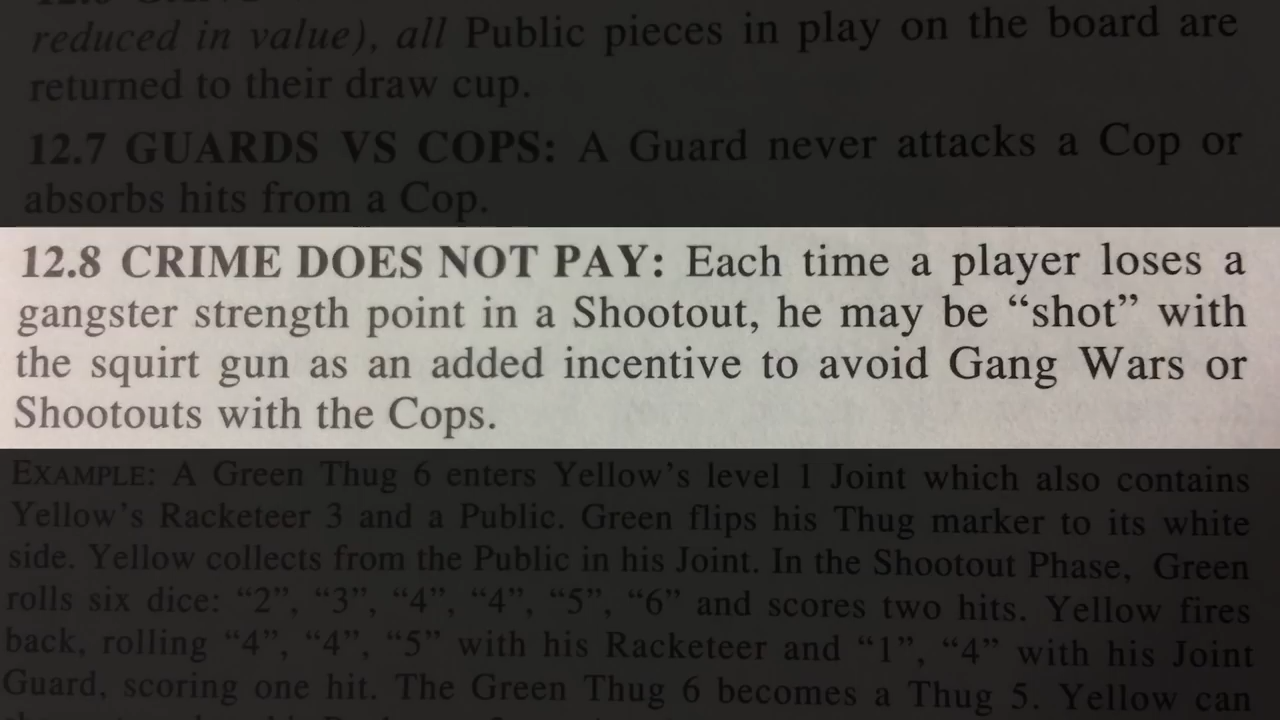 reduced in value), all Public pieces in play on the board are
returned to their draw cup.
12.7 GUARDS VS COPS: A Guard never attacks a Cop or
absorbs hits from a Cop.
12.8 CRIME DOES NOT PAY: Each time a player loses a
gangster strength point in a Shootout, he may be “shot” with
the squirt gun as an added incentive to avoid Gang Wars or
Shootouts with the Cops.
EXAMPLE: A Green Thug 6 enters Yellow’s level 1 Joint which also contains
Yellow’s Racketeer 3 and a Public. Green flips his Thug marker to its white
side. Yellow collects from the Public in his Joint. In the Shootout Phase, Green
rolls six dice: “2”, “3”, “4”, “4”, “5”, “6” and scores two hits. Yellow fires
back, rolling “4”, “4”, “5” with his Racketeer and “1”, “4” with his Joint
Guard, scoring one hit. The Green Thug 6 becomes a Thug 5. Yellow can